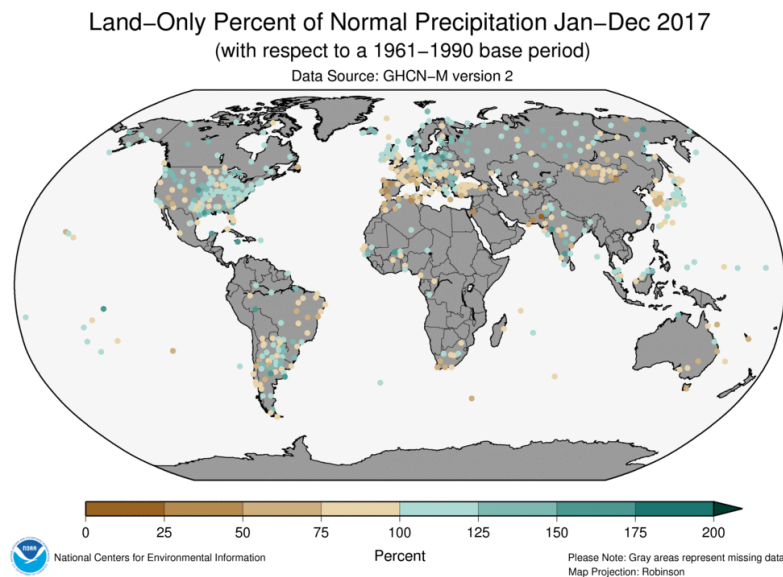 Land–Only Percent of Normal Precipitation Jan–Dec 2017
(with respect to a 1961–1990 base period)
Data Source: GHCN–M version 2
0 25 50 75 100 125 150 175 200
NOAA
National Centers for Environmental Information
Percent
Please Note: Gray areas represent missing data
Map Projection: Robinson